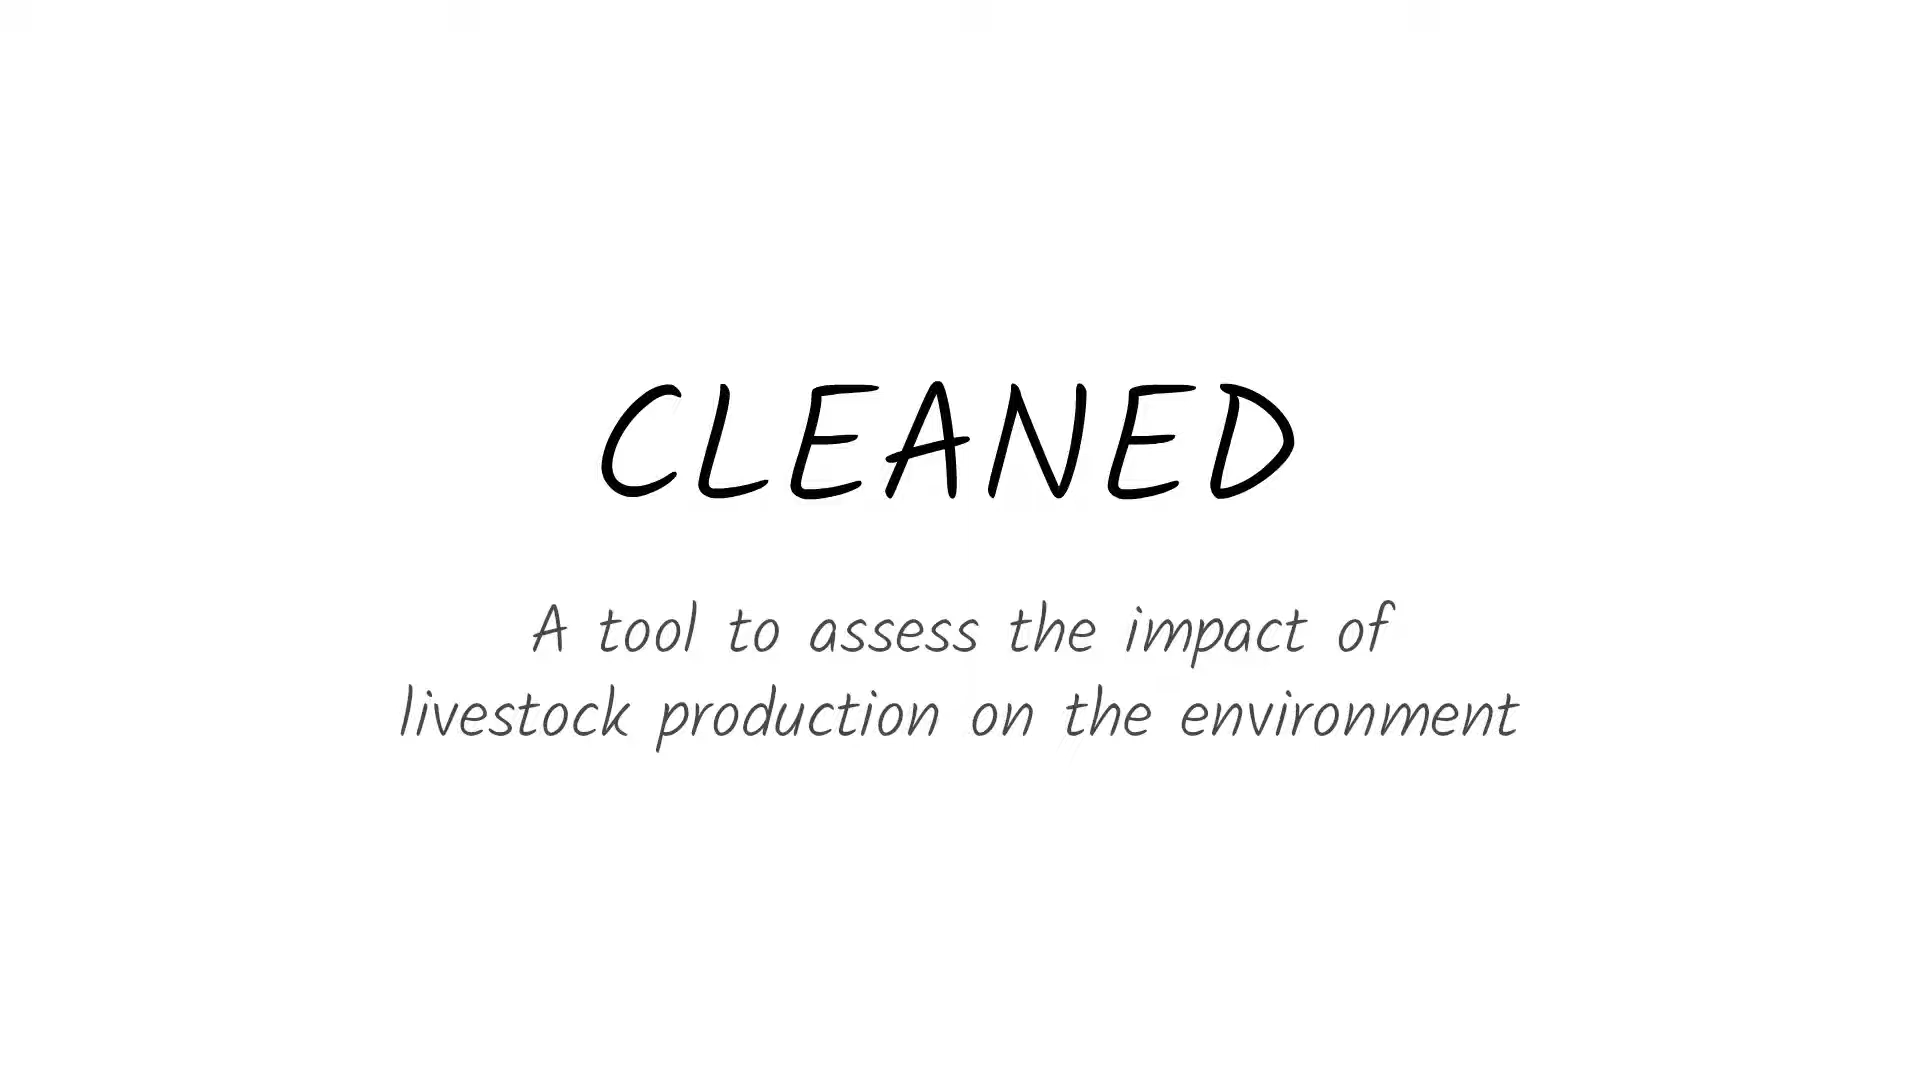 CLEANED
A tool to assess the impact of
livestock production on the environment